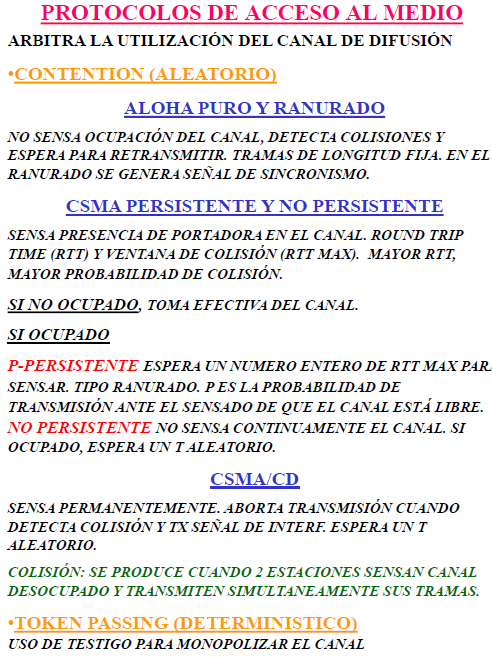 PROTOCOLOS DE ACCESO AL MEDIO
ARBITRA LA UTILIZACIÓN DEL CANAL DE DIFUSIÓN
•CONTENTION (ALEATORIO)
ALOHA PURO Y RANURADO
NO SENSA OCUPACIÓN DEL CANAL, DETECTA COLISIONES Y
ESPERA PARA RETRANSMITIR. TRAMAS DE LONGITUD FIJA. EN EL
RANURADO SE GENERA SEÑAL DE SINCRONISMO.
CSMA PERSISTENTE Y NO PERSISTENTE
SENSA PRESENCIA DE PORTADORA EN EL CANAL. ROUND TRIP
TIME (RTT) Y VENTANA DE COLISIÓN (RTT MAX). MAYOR RTT,
MAYOR PROBABILIDAD DE COLISIÓN.
SI NO OCUPADO, TOMA EFECTIVA DEL CANAL.
SI OCUPADO
P-PERSISTENTE ESPERA UN NUMERO ENTERO DE RTT MAX PARA
SENSAR. TIPO RANURADO. P ES LA PROBABILIDAD DE
TRANSMISIÓN ANTE EL SENSADO DE QUE EL CANAL ESTÁ LIBRE.
NO PERSISTENTE NO SENSA CONTINUAMENTE EL CANAL. SI
OCUPADO, ESPERA UN T ALEATORIO.
CSMA/CD
SENSA PERMANENTEMENTE. ABORTA TRANSMISIÓN CUANDO
DETECTA COLISIÓN Y TX SEÑAL DE INTERF. ESPERA UN T
ALEATORIO.
COLISIÓN: SE PRODUCE CUANDO 2 ESTACIONES SENSAN CANAL
DESOCUPADO Y TRANSMITEN SIMULTANEAMENTE SUS TRAMAS.
•TOKEN PASSING (DETERMINISTICO)
USO DE TESTIGO PARA MONOPOLIZAR EL CANAL